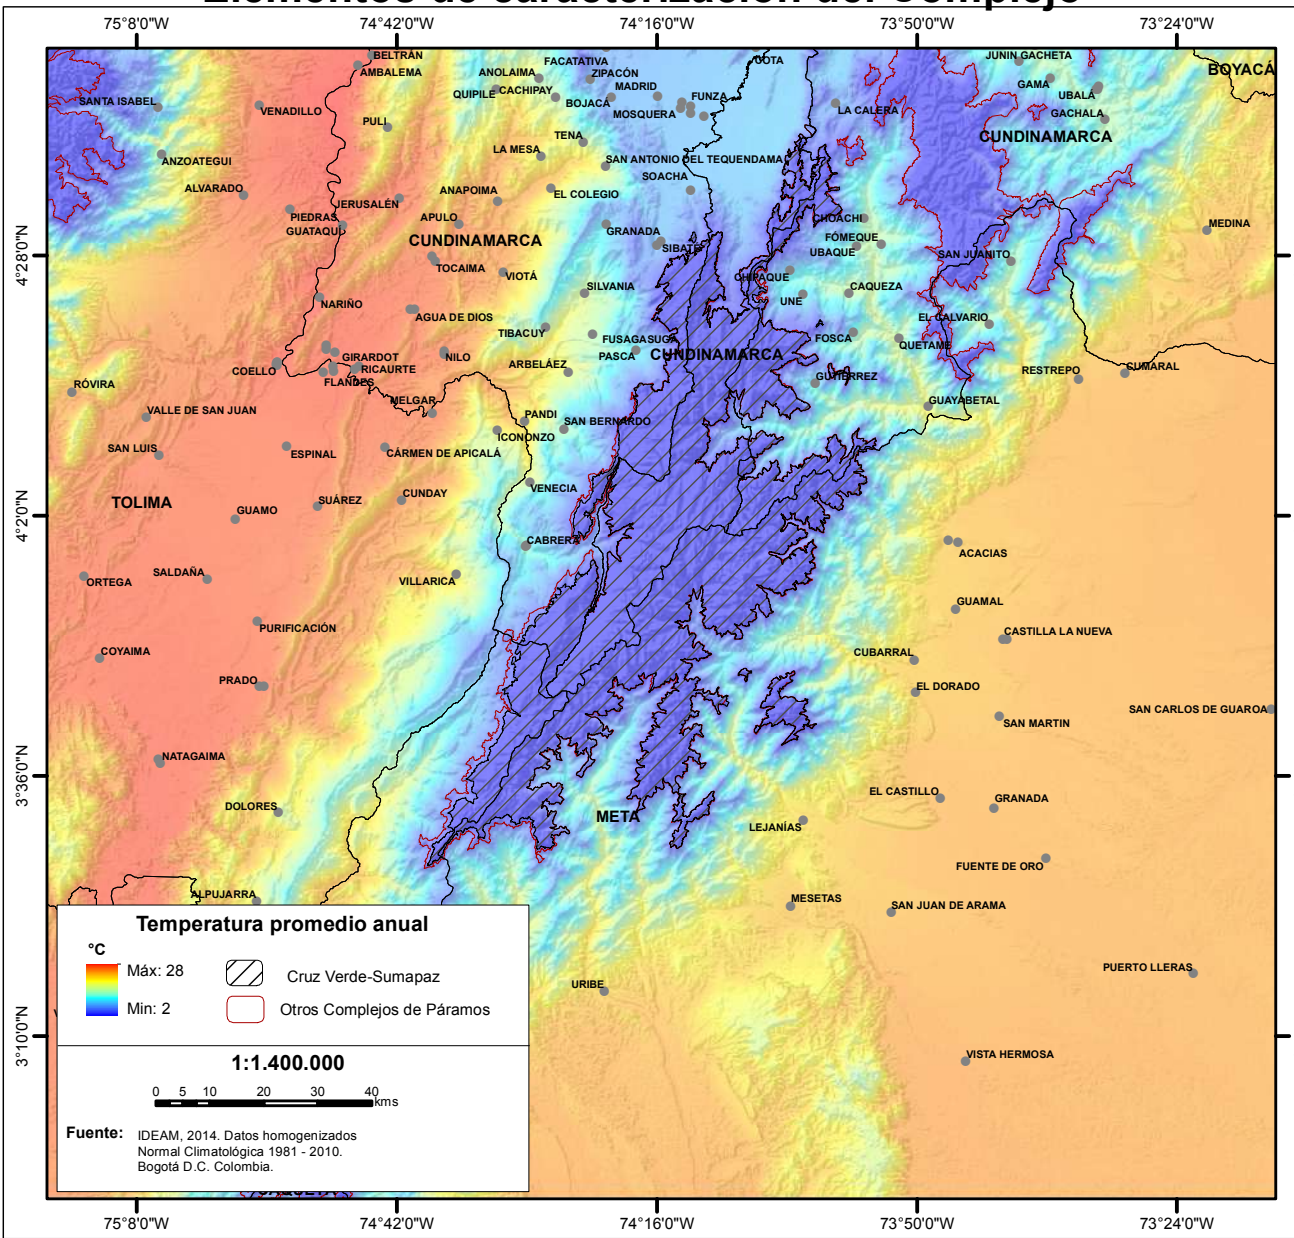 Elementos de caracterización del Complejo
75°8'0"W
74°42'0"W
74°16'0"W
73°50'0"W
73°24'0"W
BELTRÁN
AMBALEMA
FACATATIVA
ANOLAIMA
ZIPACÓN
QUIPILE
CACHIPAY
MADRID
BOJACÁ
FUNZA
MOSQUERA
COTA
JUNIN
GACHETA
BOYACÁ
GAMA
UBALÁ
GACHALA
LA CALERA
CUNDINAMARCA
SANTA ISABEL
VENADILLO
PULI
TENA
LA MESA
SAN ANTONIO DEL TEQUENDAMA
SOACHA
ANZOATEGUI
ALVARADO
JERUSALÉN
ANAPOIMA
EL COLEGIO
PIEDRAS
GUATAQUI
APULO
GRANADA
SIBATE
CHOACHI
FÓMEQUE
UBAQUE
MEDINA
CUNDINAMARCA
4°28'0"N
TOCAIMA
VIOTÁ
CHIPAQUE
SAN JUANITO
NARIÑO
SILVANIA
UNE
CAQUEZA
AGUA DE DIOS
TIBACUY
FUSAGASUGA
EL CALVARIO
FOSCA
QUETAME
GIRARDOT
NILO
PASCA
CUNDINAMARCA
COELLO
RICAURTE
ARBELÁEZ
FLANDES
GUTIERREZ
RESTREPO
CUMARAL
RÓVIRA
MELGAR
GUAYABETAL
VALLE DE SAN JUAN
PANDI
SAN BERNARDO
ICONONZO
SAN LUIS
ESPINAL
CÁRMEN DE APICALÁ
VENECIA
CUNDAY
TOLIMA
SUÁREZ
GUAMO
4°2'0"N
CABRERA
ACACIAS
SALDAÑA
ORTEGA
VILLARICA
GUAMAL
PURIFICACIÓN
CASTILLA LA NUEVA
COYAIMA
CUBARRAL
PRADO
EL DORADO
SAN MARTIN
SAN CARLOS DE GUAROA
NATAGAIMA
3°36'0"N
DOLORES
META
EL CASTILLO
GRANADA
LEJANÍAS
FUENTE DE ORO
ALPUJARRA
MESETAS
SAN JUAN DE ARAMA
PUERTO LLERAS
URIBE
3°10'0"N
VISTA HERMOSA
Temperatura promedio anual
°C
Máx: 28
Min: 2
Cruz Verde-Sumapaz
Otros Complejos de Páramos
1:1.400.000
0 5 10 20 30 40
kms
Fuente: IDEAM, 2014. Datos homogenizados
Normal Climatológica 1981 - 2010.
Bogotá D.C. Colombia.
75°8'0"W
74°42'0"W
74°16'0"W
73°50'0"W
73°24'0"W